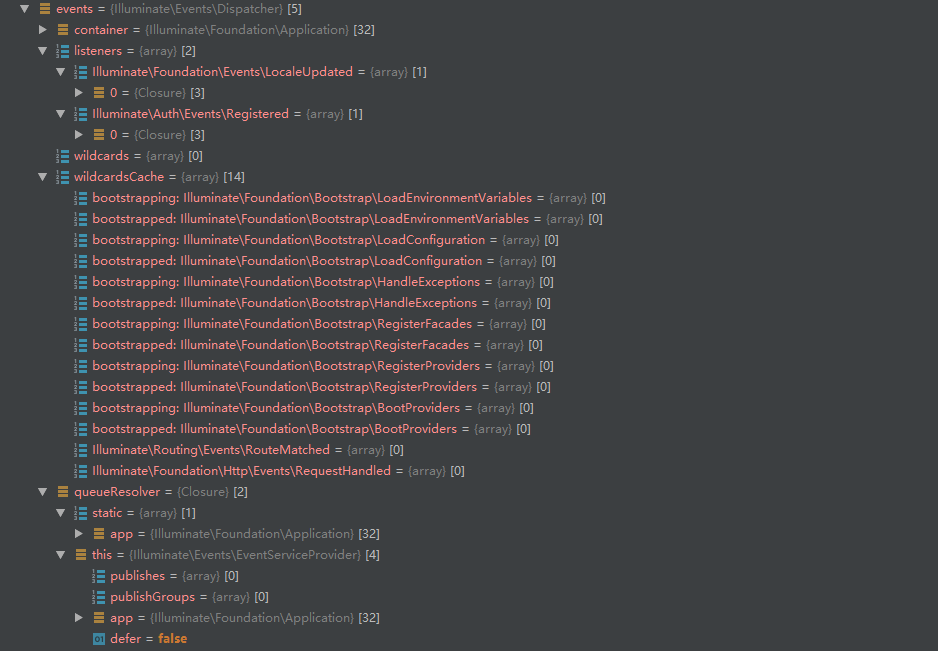 events = {Illuminate\Events\Dispatcher} [5]
container = {Illuminate\Foundation\Application} [32]
listeners = {array} [2]
Illuminate\Foundation\Events\LocaleUpdated = {array} [1]
0 = {Closure} [3]
Illuminate\Auth\Events\Registered = {array} [1]
0 = {Closure} [3]
wildcards = {array} [0]
wildcardsCache = {array} [14]
bootstrapping: Illuminate\Foundation\Bootstrap\LoadEnvironmentVariables = {array} [0]
bootstrapped: Illuminate\Foundation\Bootstrap\LoadEnvironmentVariables = {array} [0]
bootstrapping: Illuminate\Foundation\Bootstrap\LoadConfiguration = {array} [0]
bootstrapped: Illuminate\Foundation\Bootstrap\LoadConfiguration = {array} [0]
bootstrapping: Illuminate\Foundation\Bootstrap\HandleExceptions = {array} [0]
bootstrapped: Illuminate\Foundation\Bootstrap\HandleExceptions = {array} [0]
bootstrapping: Illuminate\Foundation\Bootstrap\RegisterFacades = {array} [0]
bootstrapped: Illuminate\Foundation\Bootstrap\RegisterFacades = {array} [0]
bootstrapping: Illuminate\Foundation\Bootstrap\RegisterProviders = {array} [0]
bootstrapped: Illuminate\Foundation\Bootstrap\RegisterProviders = {array} [0]
bootstrapping: Illuminate\Foundation\Bootstrap\BootProviders = {array} [0]
bootstrapped: Illuminate\Foundation\Bootstrap\BootProviders = {array} [0]
Illuminate\Routing\Events\RouteMatched = {array} [0]
Illuminate\Foundation\Http\Events\RequestHandled = {array} [0]
queueResolver = {Closure} [2]
static = {array} [1]
app = {Illuminate\Foundation\Application} [32]
this = {Illuminate\Events\EventServiceProvider} [4]
publishes = {array} [0]
publishGroups = {array} [0]
app = {Illuminate\Foundation\Application} [32]
defer = false